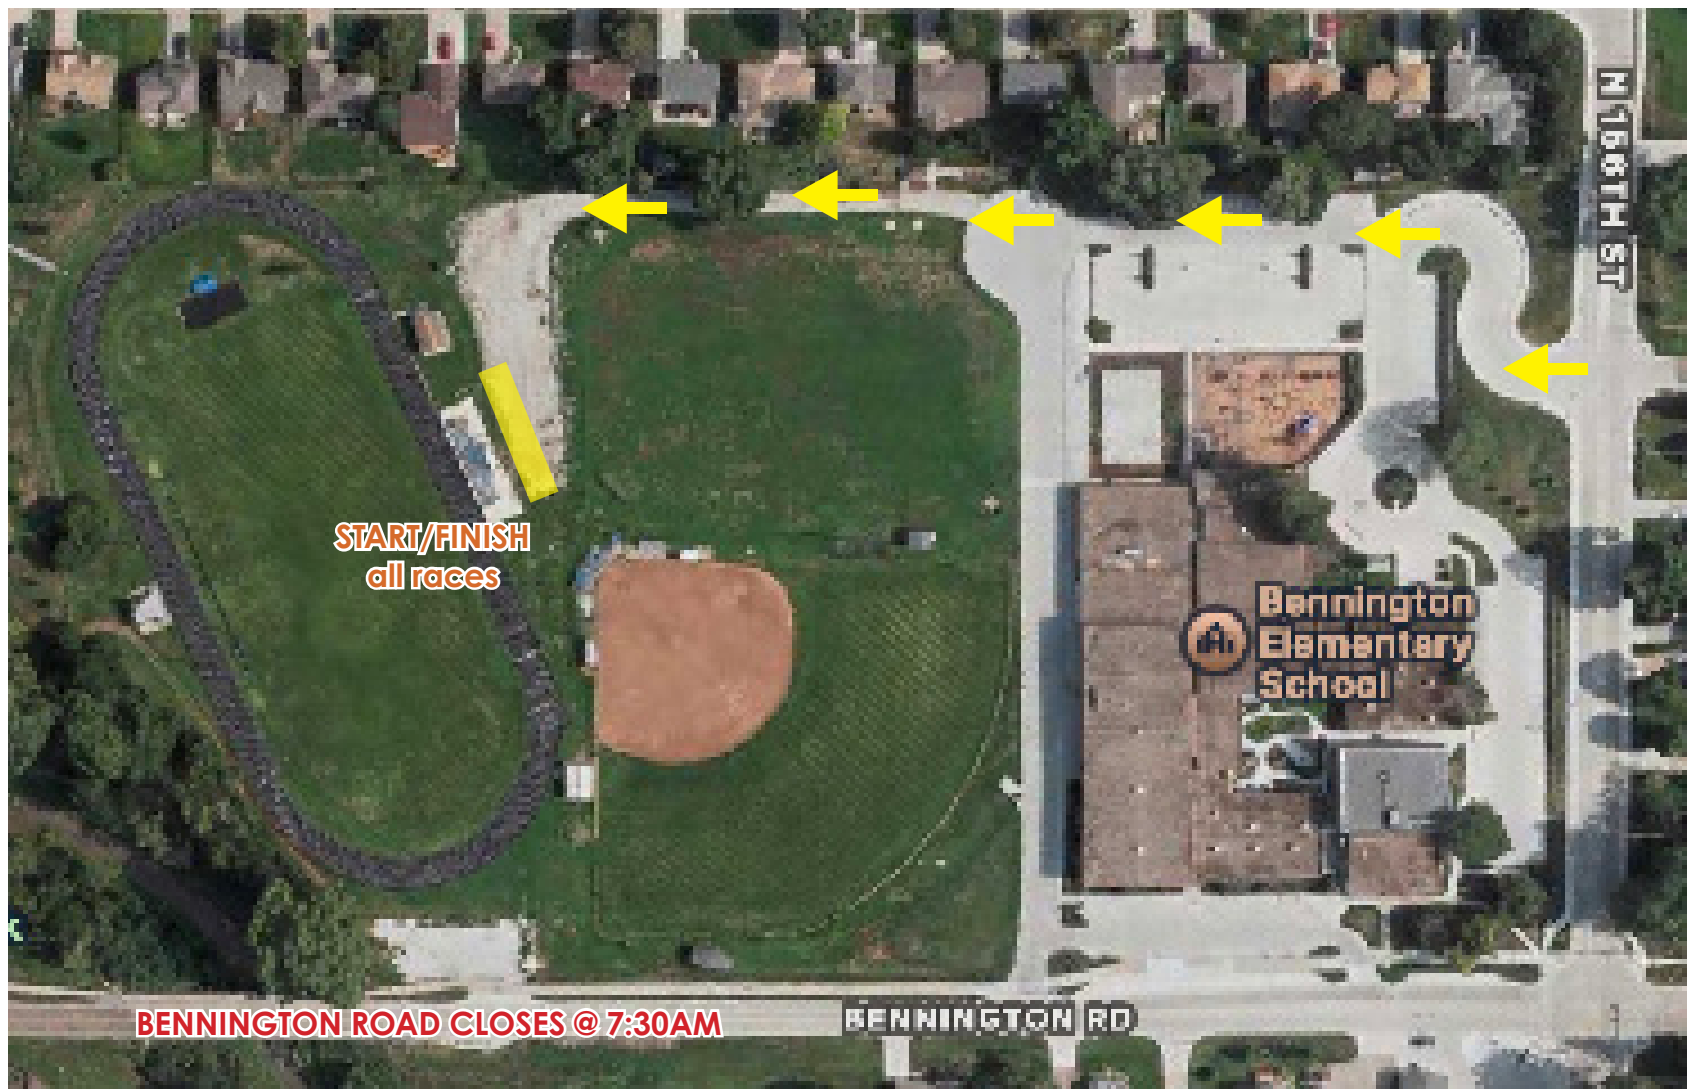 N 156TH ST
START/FINISH
all races
Bennington
Elementary
School
BENNINGTON ROAD CLOSES @ 7:30AM
BENNINGTON RD